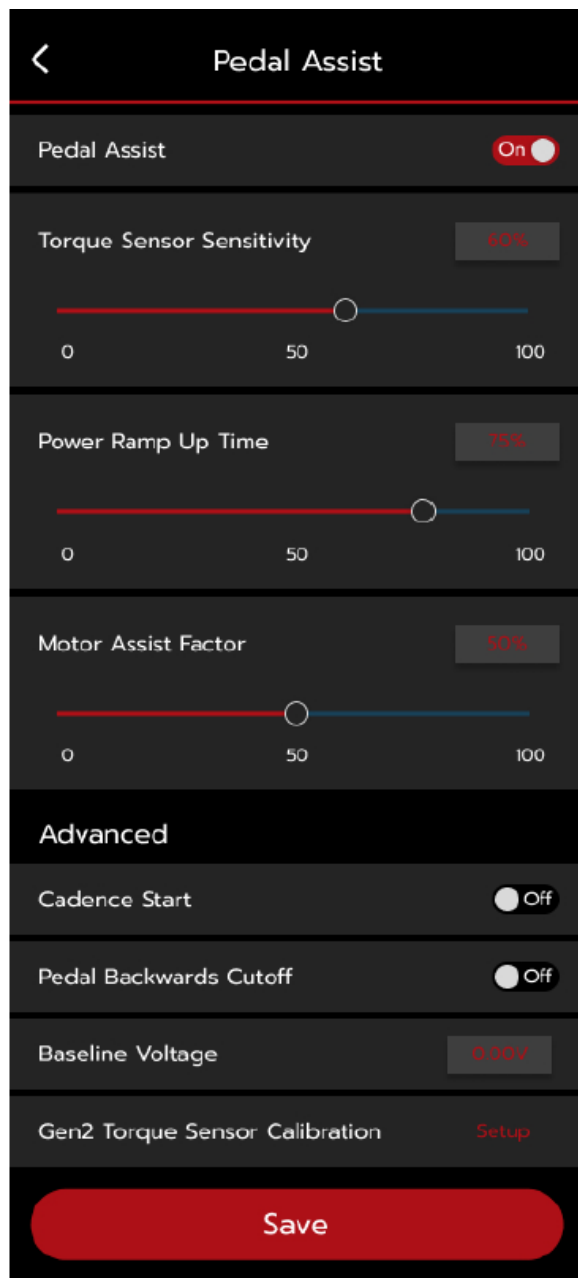 Pedal Assist
Pedal Assist On
Torque Sensor Sensitivity 60%
0 50 100
Power Ramp Up Time 75%
0 50 100
Motor Assist Factor 50%
0 50 100
Advanced
Cadence Start Off
Pedal Backwards Cutoff Off
Baseline Voltage 0.00V
Gen2 Torque Sensor Calibration Setup
Save